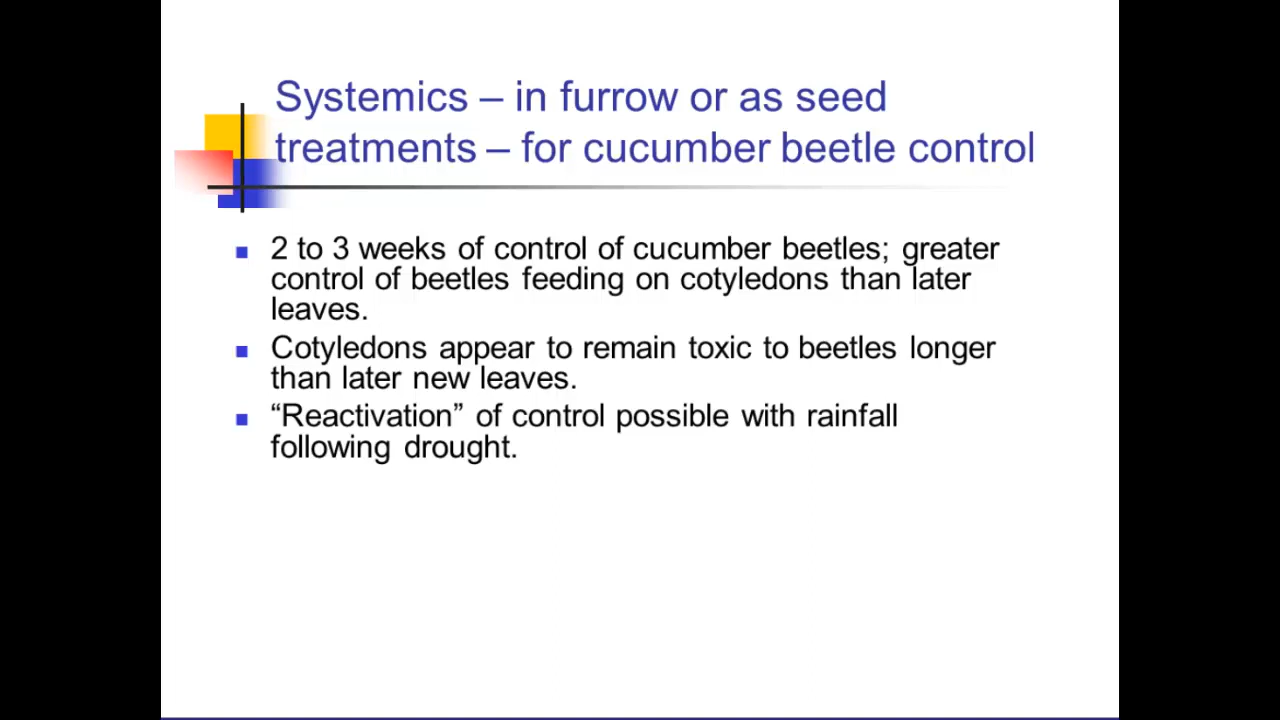 Systemics – in furrow or as seed
treatments – for cucumber beetle control
2 to 3 weeks of control of cucumber beetles; greater
control of beetles feeding on cotyledons than later
leaves.
Cotyledons appear to remain toxic to beetles longer
than later new leaves.
“Reactivation” of control possible with rainfall
following drought.